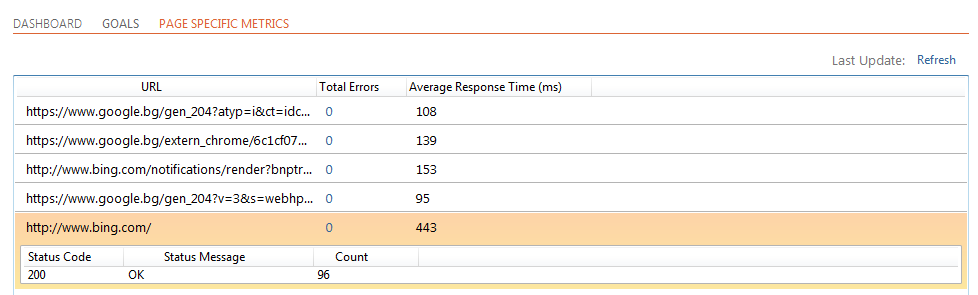 DASHBOARD GOALS PAGE SPECIFIC METRICS
Last Update: Refresh
URL Total Errors Average Response Time (ms)
https://www.google.bg/gen_204?atyp=i&ct=idc... 0 108
https://www.google.bg/extern_chrome/6c1cf07... 0 139
https://www.bing.com/notifications/render?bnptr... 0 153
https://www.google.bg/gen_204?v=3&s=webhp... 0 95
http://www.bing.com/ 0 443
Status Code Status Message Count
200 OK 96